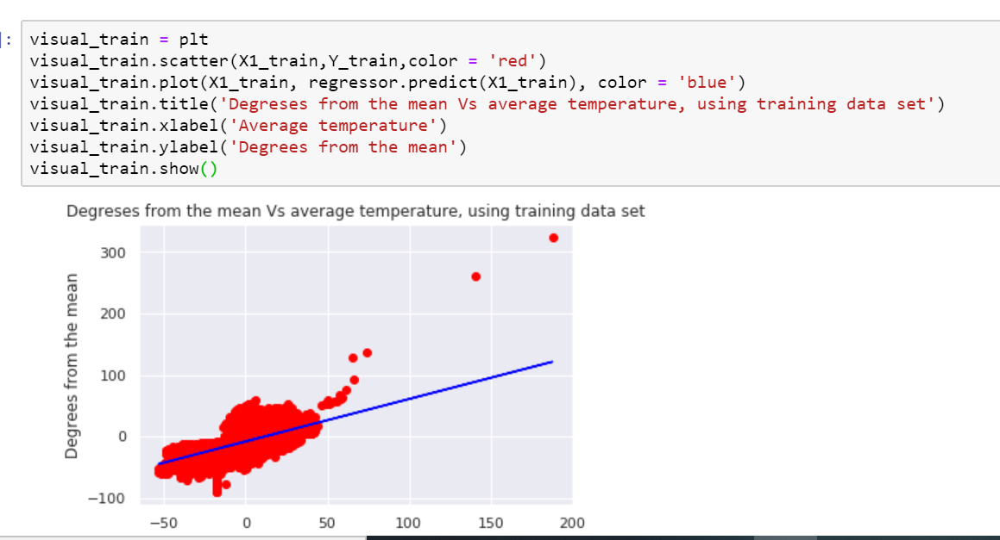 ]:
visual_train = plt
visual_train.scatter(X1_train,Y_train,color = 'red')
visual_train.plot(X1_train, regressor.predict(X1_train), color = 'blue')
visual_train.title('Degreses from the mean Vs average temperature, using training data set')
visual_train.xlabel('Average temperature')
visual_train.ylabel('Degrees from the mean')
visual_train.show()
Degreses from the mean Vs average temperature, using training data set
Degrees from the mean
300
200
100
0
−100
−50 0 50 100 150 200